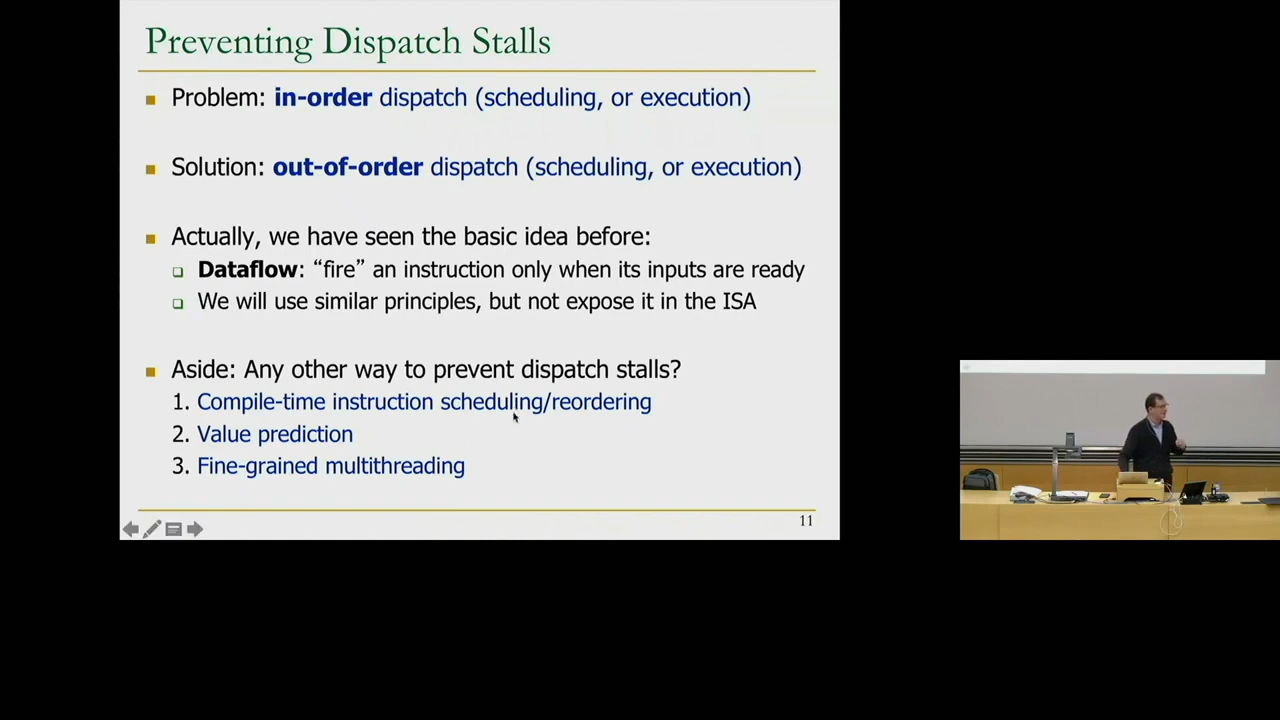 Preventing Dispatch Stalls
Problem: in-order dispatch (scheduling, or execution)
Solution: out-of-order dispatch (scheduling, or execution)
Actually, we have seen the basic idea before:
Dataflow: “fire” an instruction only when its inputs are ready
We will use similar principles, but not expose it in the ISA
Aside: Any other way to prevent dispatch stalls?
1. Compile-time instruction scheduling/reordering
2. Value prediction
3. Fine-grained multithreading
11